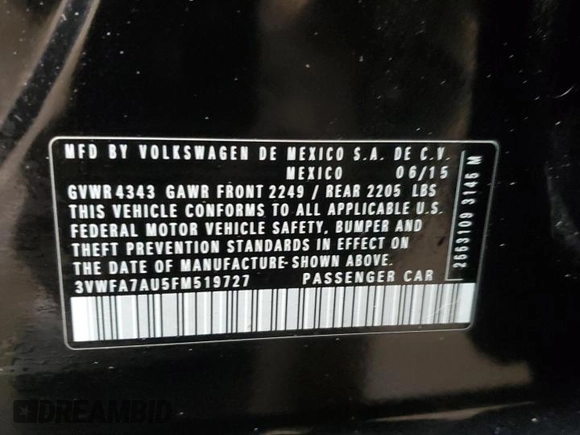 MFD BY VOLKSWAGEN DE MEXICO S.A. DE C.V.
MEXICO 06/15
GVWR 4343 GAWR FRONT 2249 / REAR 2205 LBS
THIS VEHICLE CONFORMS TO ALL APPLICABLE U.S.
FEDERAL MOTOR VEHICLE SAFETY, BUMPER AND
THEFT PREVENTION STANDARDS IN EFFECT ON
THE DATE OF MANUFACTURE-SHOWN ABOVE.
3VWFA7AU5FM519727 PASSENGER CAR
2553109 3145 M
DREAMBID